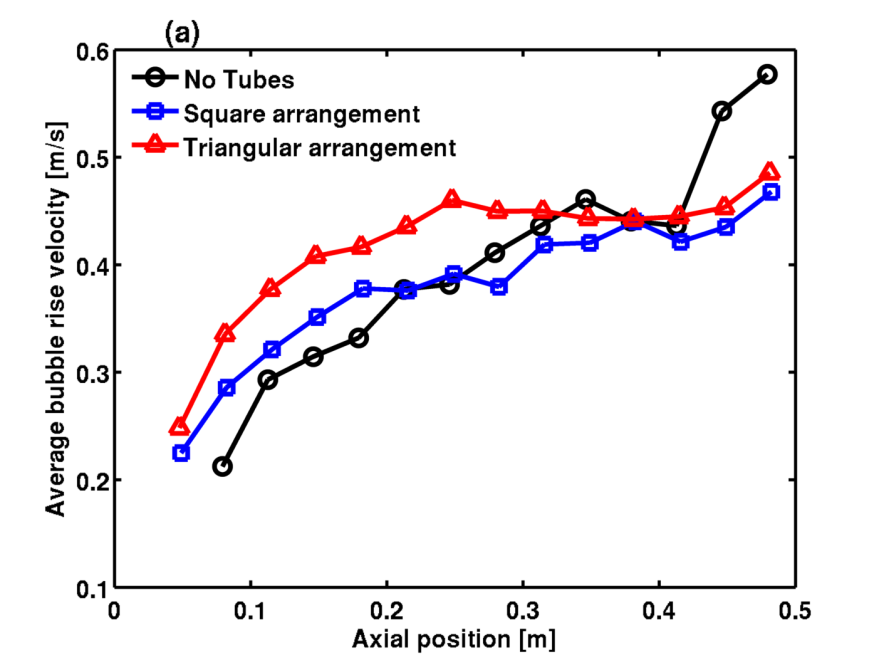 (a)
No Tubes
Square arrangement
Triangular arrangement
Average bubble rise velocity [m/s]
0.6
0.5
0.4
0.3
0.2
0.1
0 0.1 0.2 0.3 0.4 0.5
Axial position [m]